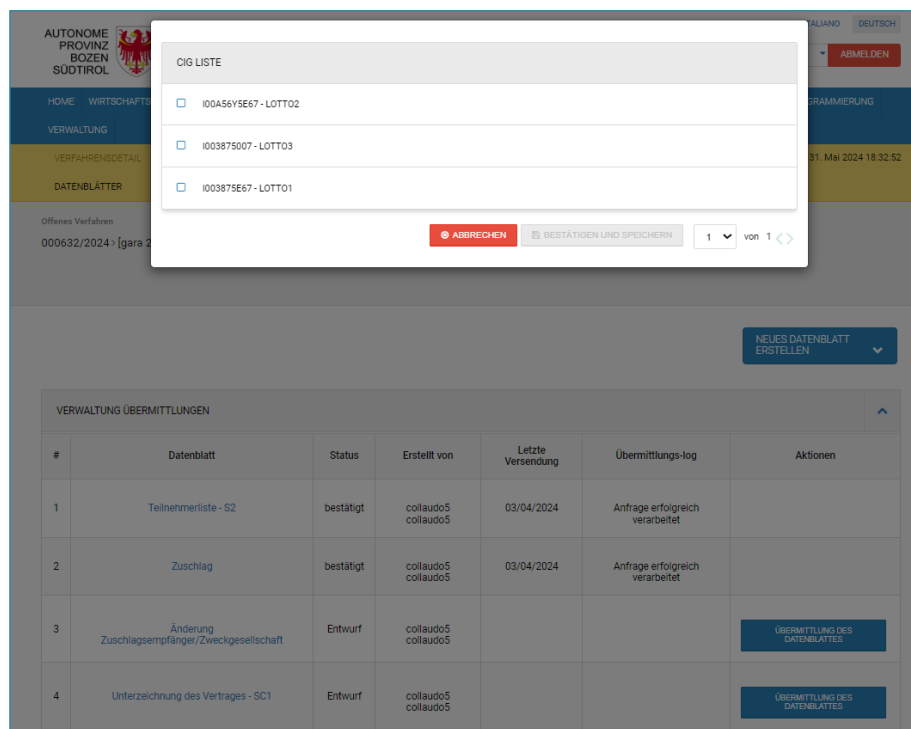 AUTONOME
PROVINZ
BOZEN
SÜDTIROL
TALIANO DEUTSCH
ABMELDEN
HOME WIRTSCHAFTS
GRAMMIERUNG
VERWALTUNG
VERFAHRENSDETAIL
31. Mai 2024 18:32:52
DATENBLÄTTER
Offenes Verfahren
000632/2024 > [gara 2
CIG LISTE
I00A56Y5E67 - LOTTO2
I003875007 - LOTTO3
I003875E67 - LOTTO1
ABBRECHEN BESTÄTIGEN UND SPEICHERN 1 von 1 < >
NEUES DATENBLATT
ERSTELLEN
VERWALTUNG ÜBERMITTLUNGEN
# Datenblatt Status Erstellt von Letzte Versendung Übermittlungs-log Aktionen
1 Teilnehmerliste - S2 bestätigt collaudo5 collaudo5 03/04/2024 Anfrage erfolgreich verarbeitet
2 Zuschlag bestätigt collaudo5 collaudo5 03/04/2024 Anfrage erfolgreich verarbeitet
3 Änderung Zuschlagsempfänger/Zweckgesellschaft Entwurf collaudo5 collaudo5 ÜBERMITTLUNG DES DATENBLATTES
4 Unterzeichnung des Vertrages - SC1 Entwurf collaudo5 collaudo5 ÜBERMITTLUNG DES DATENBLATTES